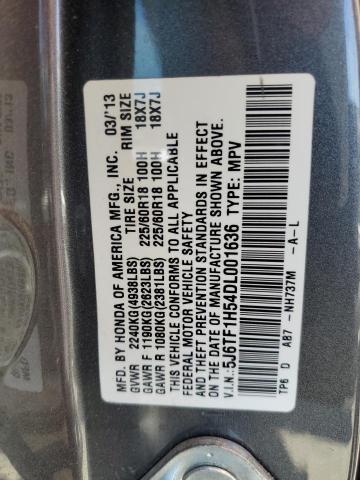 MFD. BY HONDA OF AMERICA MFG., INC. 03/'13
GVWR 2240KG(4938LBS) TIRE SIZE RIM SIZE
GAWR F 1190KG(2623LBS) 225/60R18 100H 18X7J
GAWR R 1080KG(2381LBS) 225/60R18 100H 18X7J
THIS VEHICLE CONFORMS TO ALL APPLICABLE
FEDERAL MOTOR VEHICLE SAFETY
AND THEFT PREVENTION STANDARDS IN EFFECT
ON THE DATE OF MANUFACTURE SHOWN ABOVE.
V.I.N.: 5J6TF1H54DL001636 TYPE: MPV
TP6 D AB7 -NH737M -A-L